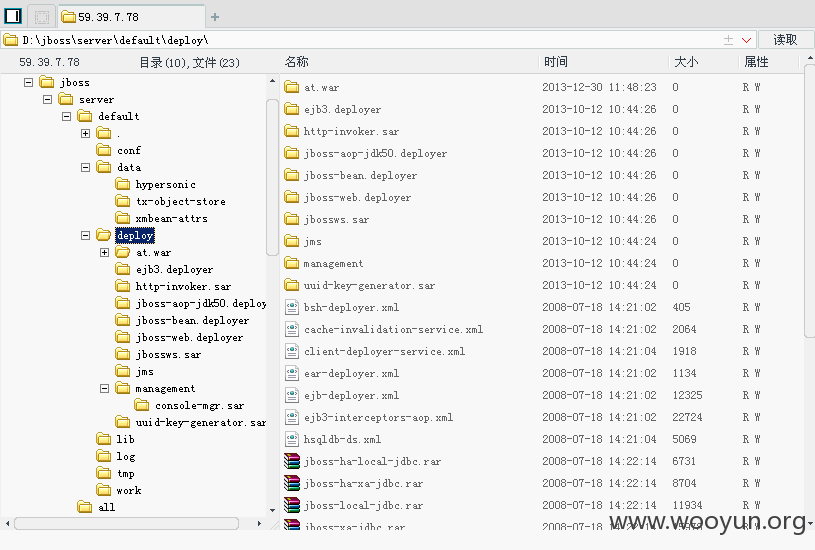 59.39.7.78
D:\jboss\server\default\deploy\
读取
59.39.7.78 目录(10),文件(23)
名称 时间 大小 属性
jboss
server
default
.
conf
data
hypersonic
tx-object-store
xmbean-attrs
deploy
at.war
ejb3.deployer
http-invoker.sar
jboss-aop-jdk50.deploy
jboss-bean.deployer
jboss-web.deployer
jbossws.sar
jms
management
console-mgr.sar
uuid-key-generator.sar
lib
log
tmp
work
all
at.war 2013-12-30 11:48:23 0 R W
ejb3.deployer 2013-10-12 10:44:26 0 R W
http-invoker.sar 2013-10-12 10:44:26 0 R W
jboss-aop-jdk50.deployer 2013-10-12 10:44:26 0 R W
jboss-bean.deployer 2013-10-12 10:44:26 0 R W
jboss-web.deployer 2013-10-12 10:44:26 0 R W
jbossws.sar 2013-10-12 10:44:26 0 R W
jms 2013-10-12 10:44:24 0 R W
management 2013-10-12 10:44:24 0 R W
uuid-key-generator.sar 2013-10-12 10:44:26 0 R W
bsh-deployer.xml 2008-07-18 14:21:02 405 R W
cache-invalidation-service.xml 2008-07-18 14:21:02 2064 R W
client-deployer-service.xml 2008-07-18 14:21:04 1918 R W
ear-deployer.xml 2008-07-18 14:21:02 1134 R W
ejb-deployer.xml 2008-07-18 14:21:02 12325 R W
ejb3-interceptors-aop.xml 2008-07-18 14:21:02 22724 R W
hsqldb-ds.xml 2008-07-18 14:21:04 5069 R W
jboss-ha-local-jdbc.rar 2008-07-18 14:22:14 6731 R W
jboss-ha-xa-jdbc.rar 2008-07-18 14:22:14 8704 R W
jboss-local-jdbc.rar 2008-07-18 14:22:14 11934 R W
jboss-xa-jdbc.rar 2008-07-18 14:22:14
www.wooyun.org